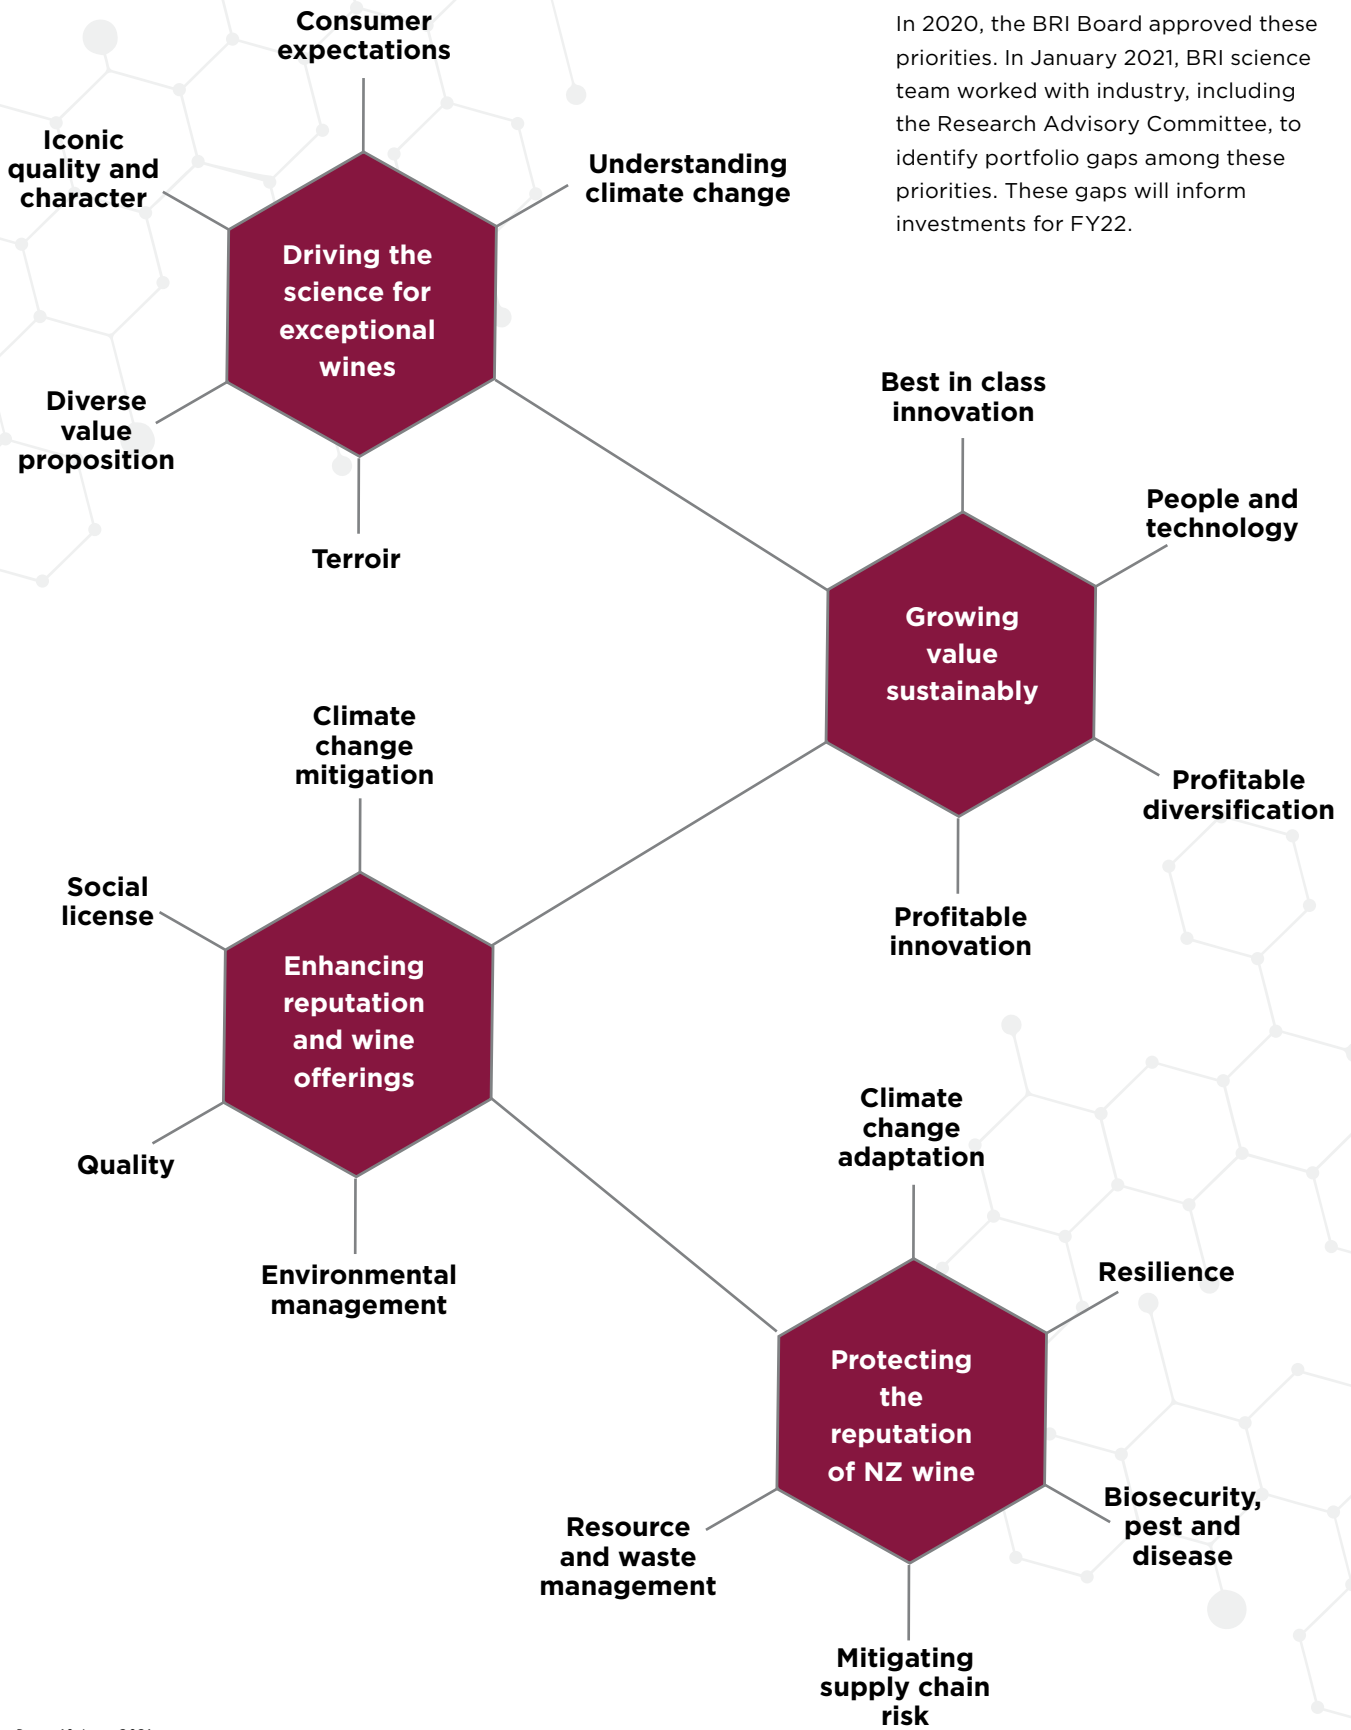 Consumer
expectations
In 2020, the BRI Board approved these
priorities. In January 2021, BRI science
team worked with industry, including
the Research Advisory Committee, to
identify portfolio gaps among these
priorities. These gaps will inform
investments for FY22.
Iconic
quality and
character
Understanding
climate change
Driving the
science for
exceptional
wines
Diverse
value
proposition
Terroir
Best in class
innovation
People and
technology
Growing
value
sustainably
Profitable
diversification
Profitable
innovation
Climate
change
mitigation
Social
license
Enhancing
reputation
and wine
offerings
Quality
Environmental
management
Climate
change
adaptation
Resilience
Protecting
the
reputation
of NZ wine
Biosecurity,
pest and
disease
Resource
and waste
management
Mitigating
supply chain
risk